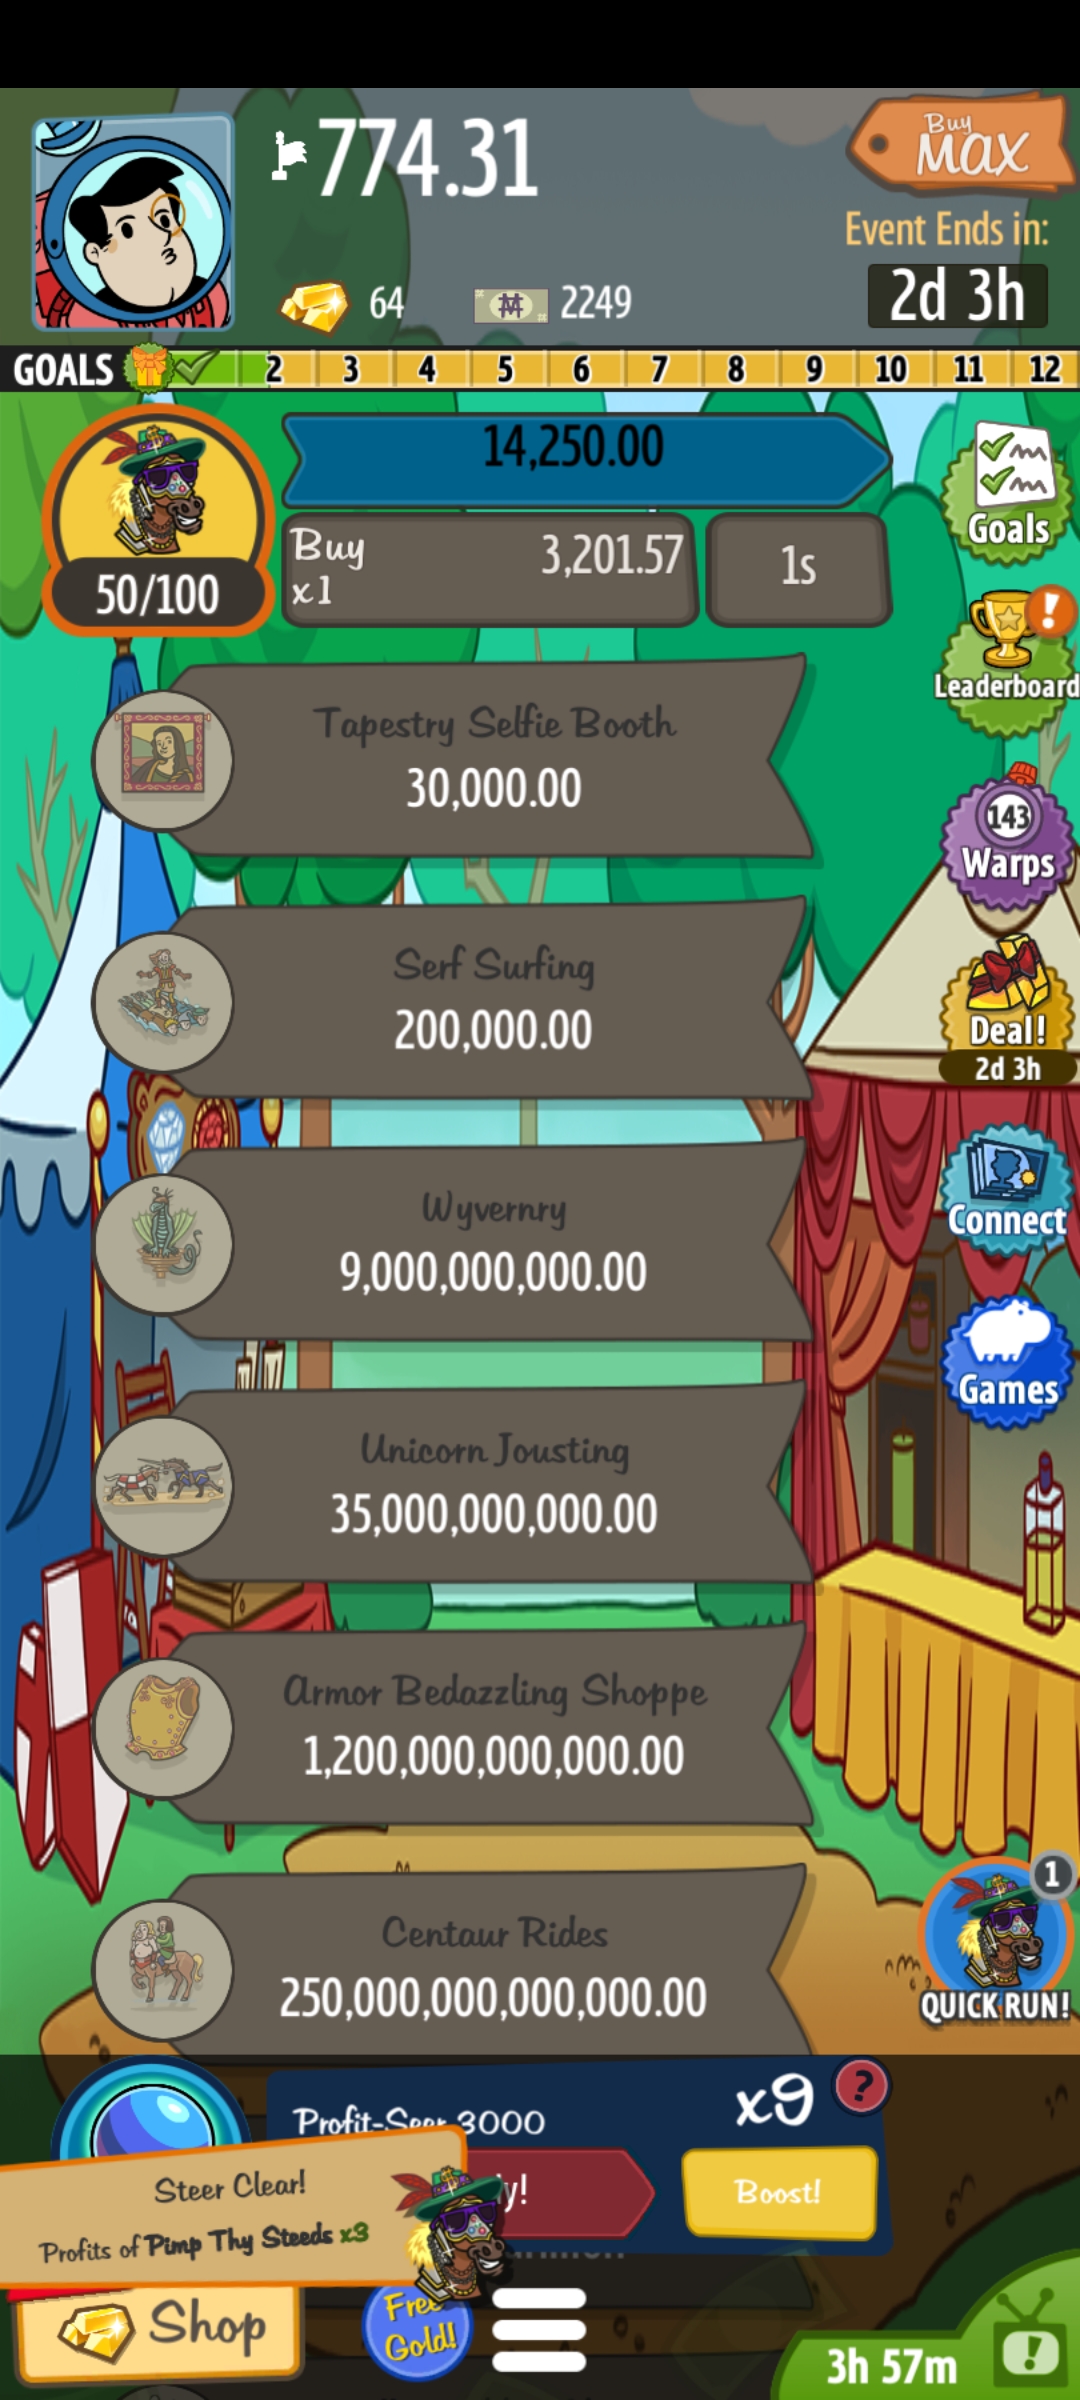 774.31
Buy
MAX
Event Ends in:
64
2249
2d 3h
GOALS
2
3
4
5
6
7
8
9
10
11
12
14,250.00
50/100
Buy
x1
3,201.57
1s
Goals
!
Leaderboard
Tapestry Selfie Booth
30,000.00
143
Warps
Serf Surfing
200,000.00
Deal!
2d 3h
Wyvernry
9,000,000,000.00
Connect
Games
Unicorn Jousting
35,000,000,000.00
Armor Bedazzling Shoppe
1,200,000,000,000.00
Centaur Rides
250,000,000,000,000.00
1
QUICK RUN!
Profit-Seer 3000
x9
?
Boost!
Steer Clear!
Profits of Pimp Thy Steeds x3
Shop
Free
Gold!
3h 57m
!